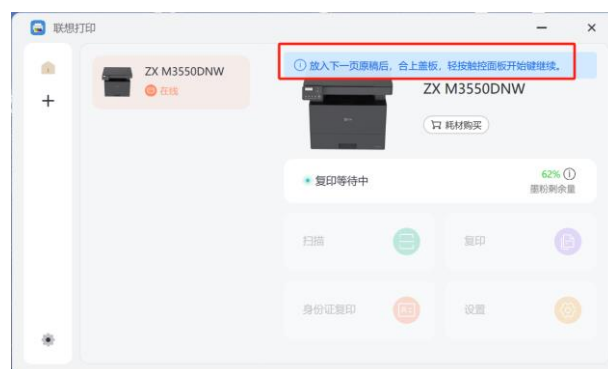 联想打印
ZX M3550DNW
在线
放入下一页原稿后，合上盖板，轻按触控面板开始键继续。
ZX M3550DNW
耗材购买
复印等待中
62%
墨粉剩余量
扫描
复印
身份证复印
设置